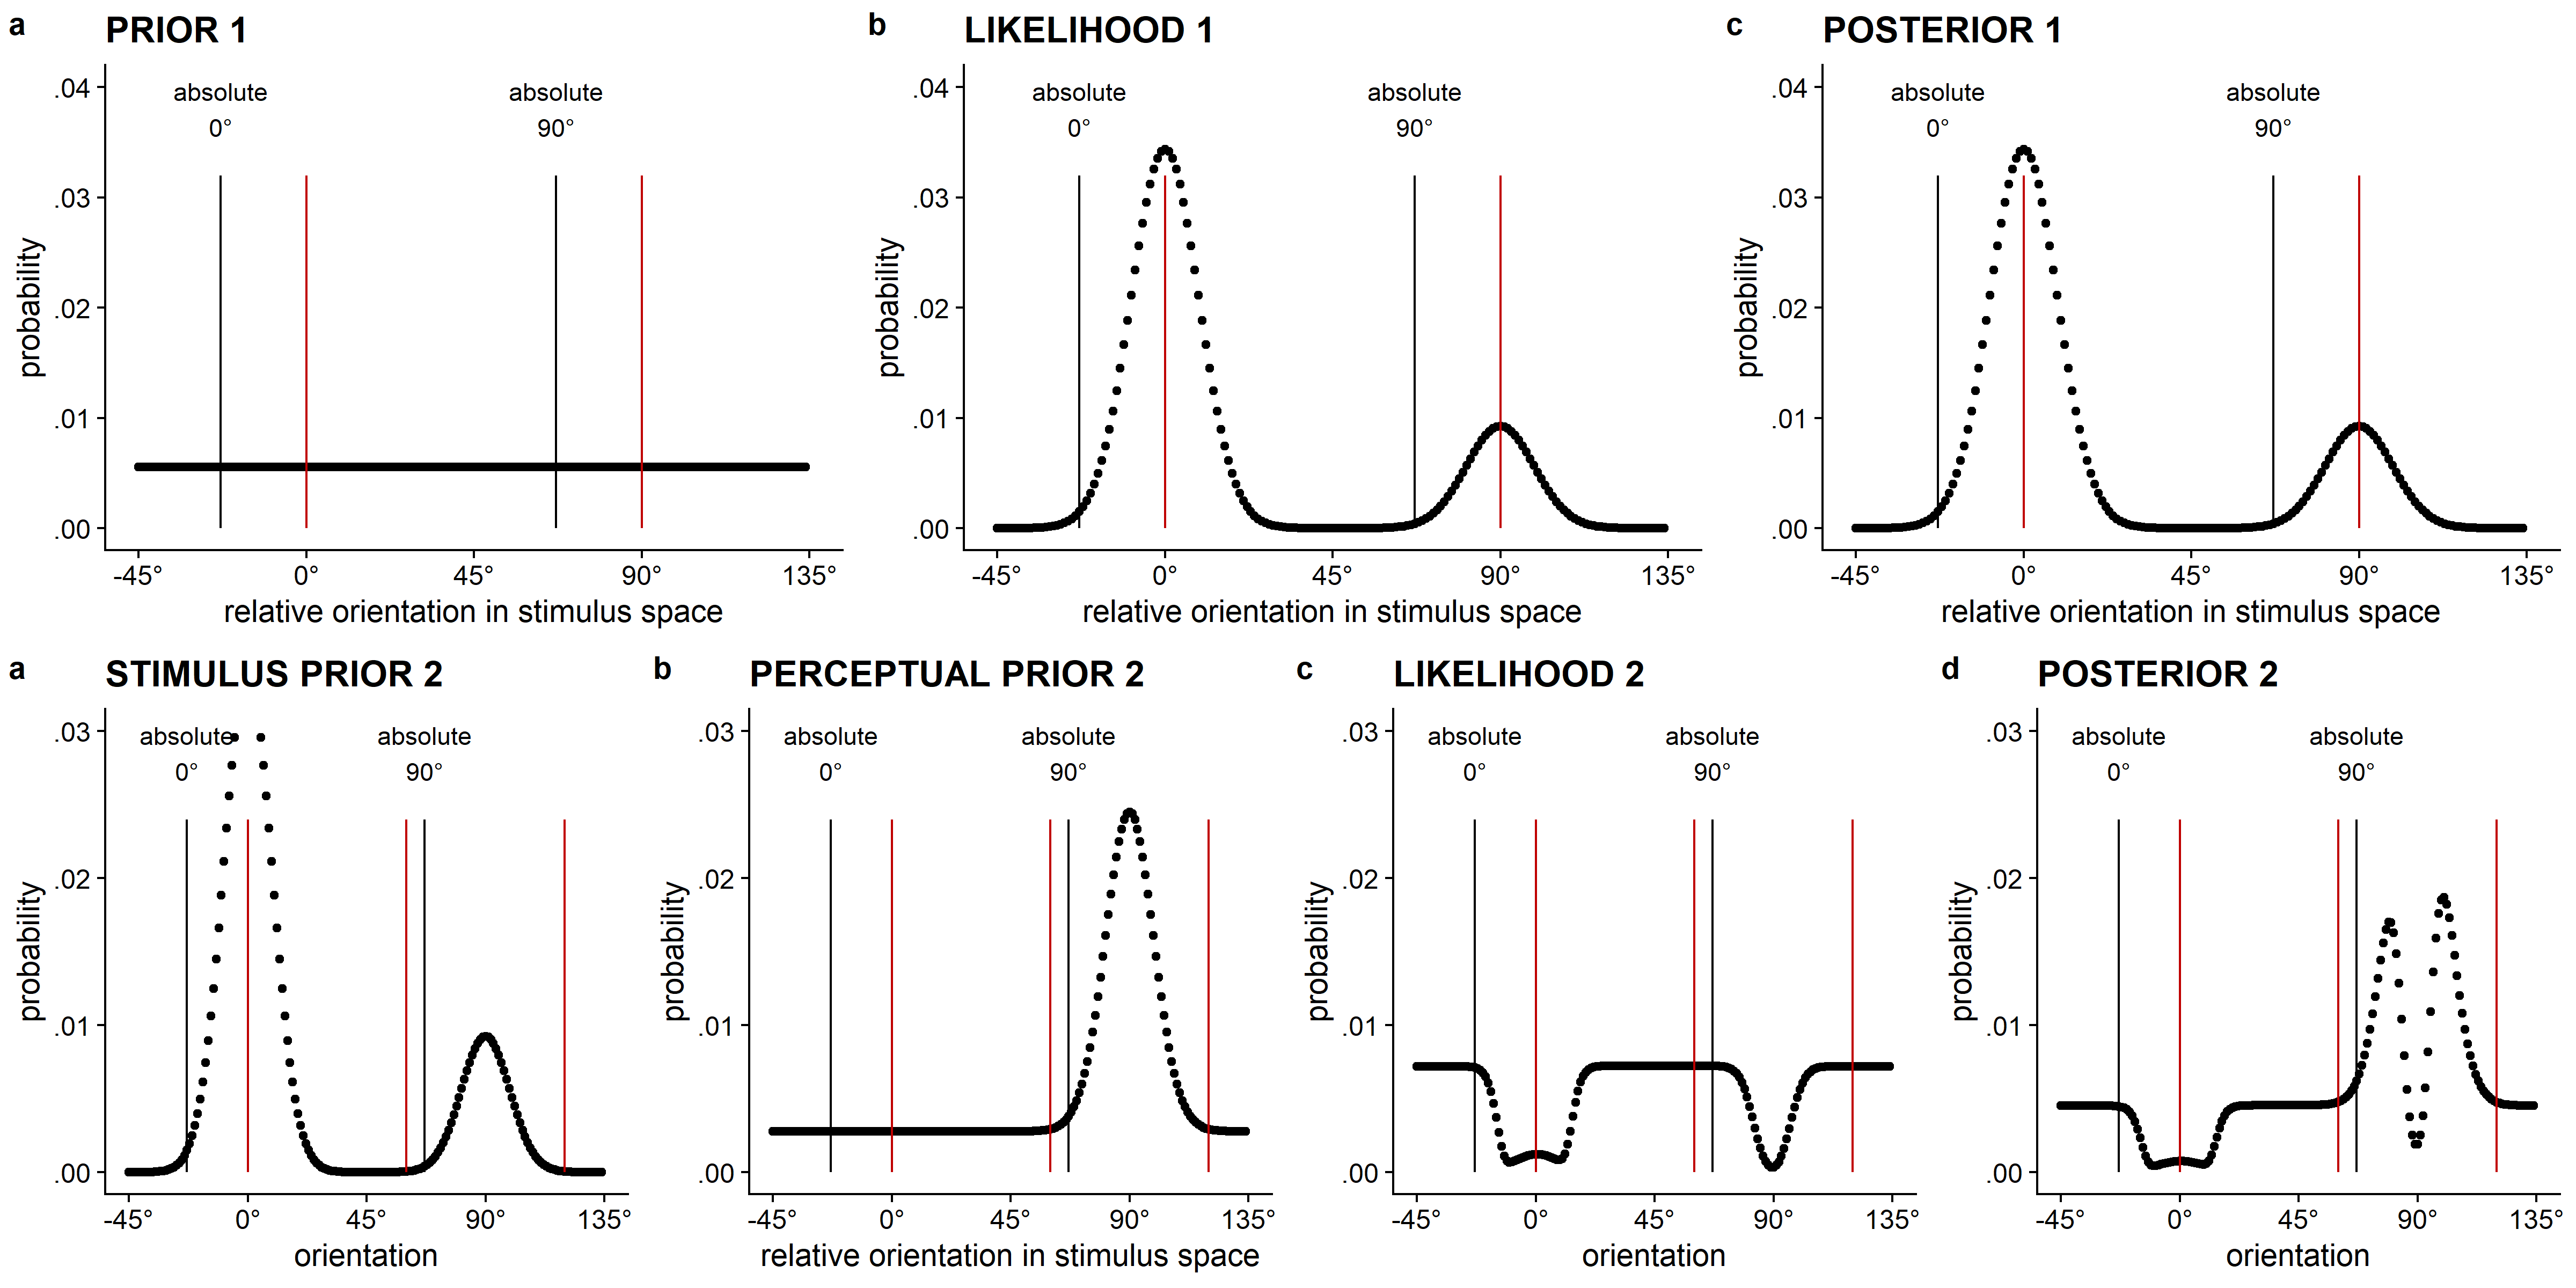 a PRIOR 1
.04
.03
.02
.01
.00
probability
absolute
0°
absolute
90°
-45° 0° 45° 90° 135°
relative orientation in stimulus space
b LIKELIHOOD 1
.04
.03
.02
.01
.00
probability
absolute
0°
absolute
90°
-45° 0° 45° 90° 135°
relative orientation in stimulus space
c POSTERIOR 1
.04
.03
.02
.01
.00
probability
absolute
0°
absolute
90°
-45° 0° 45° 90° 135°
relative orientation in stimulus space
a STIMULUS PRIOR 2
.03
.02
.01
.00
probability
absolute
0°
absolute
90°
-45° 0° 45° 90° 135°
orientation
b PERCEPTUAL PRIOR 2
.03
.02
.01
.00
probability
absolute
0°
absolute
90°
-45° 0° 45° 90° 135°
relative orientation in stimulus space
c LIKELIHOOD 2
.03
.02
.01
.00
probability
absolute
0°
absolute
90°
-45° 0° 45° 90° 135°
orientation
d POSTERIOR 2
.03
.02
.01
.00
probability
absolute
0°
absolute
90°
-45° 0° 45° 90° 135°
orientation